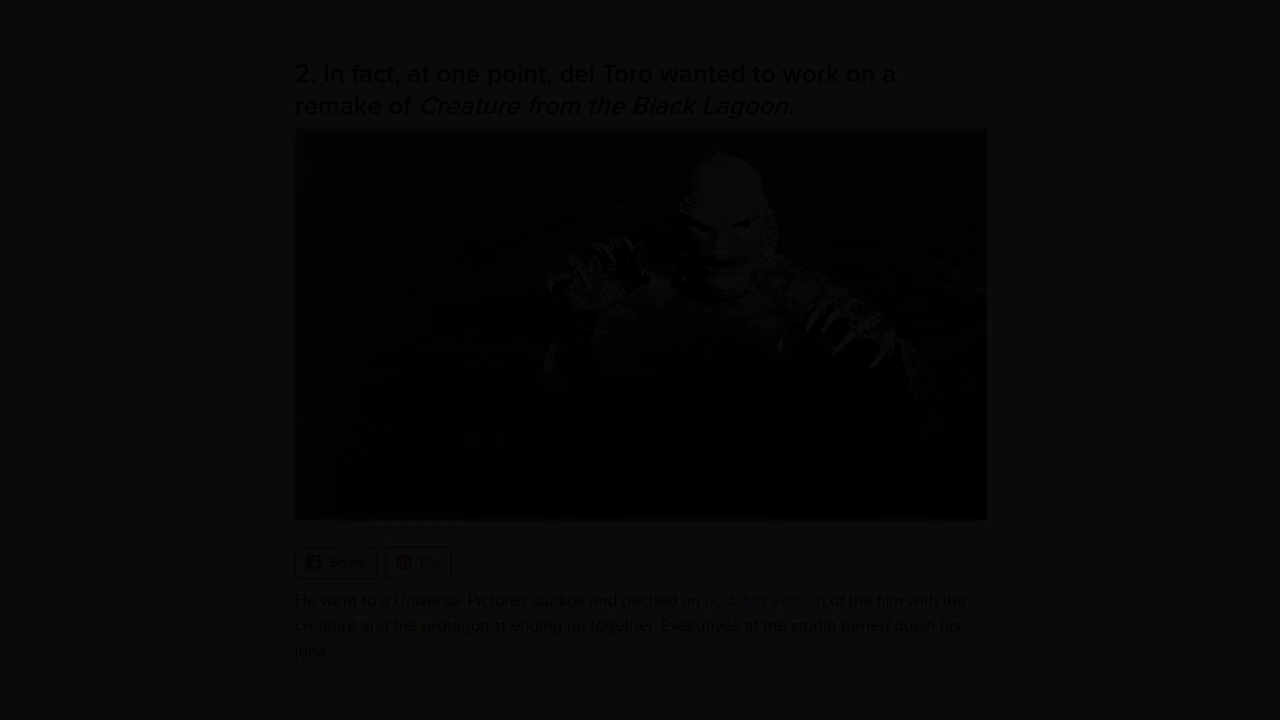 2. In fact, at one point, del Toro wanted to work on a
remake of Creature from the Black Lagoon.
Share Pin
He went to a Universal Pictures studios and pitched an updated version of the film with the
creature and the protagonist ending up together. Executives at the studio turned down his
idea.